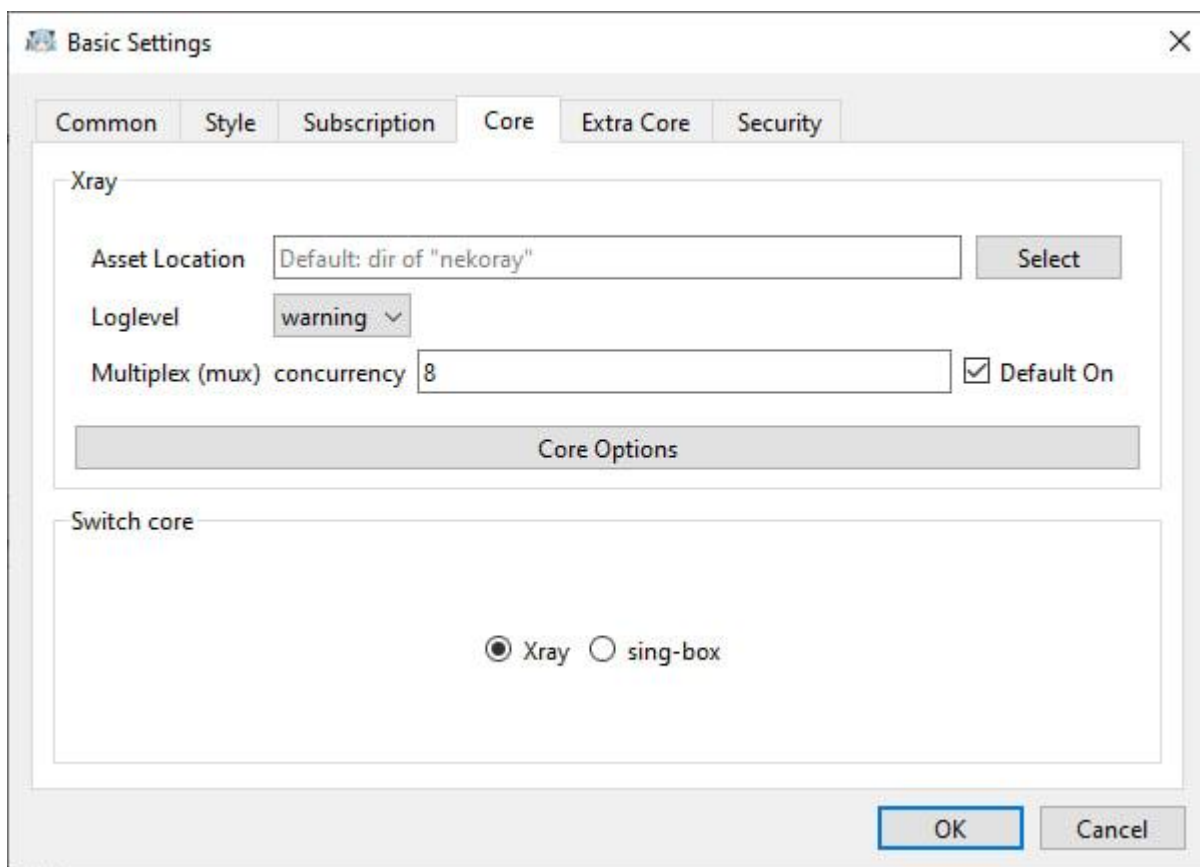 Basic Settings
Common Style Subscription Core Extra Core Security
Xray
Asset Location Default: dir of "nekoray" Select
Loglevel warning
Multiplex (mux) concurrency 8 Default On
Core Options
Switch core
Xray sing-box
OK Cancel